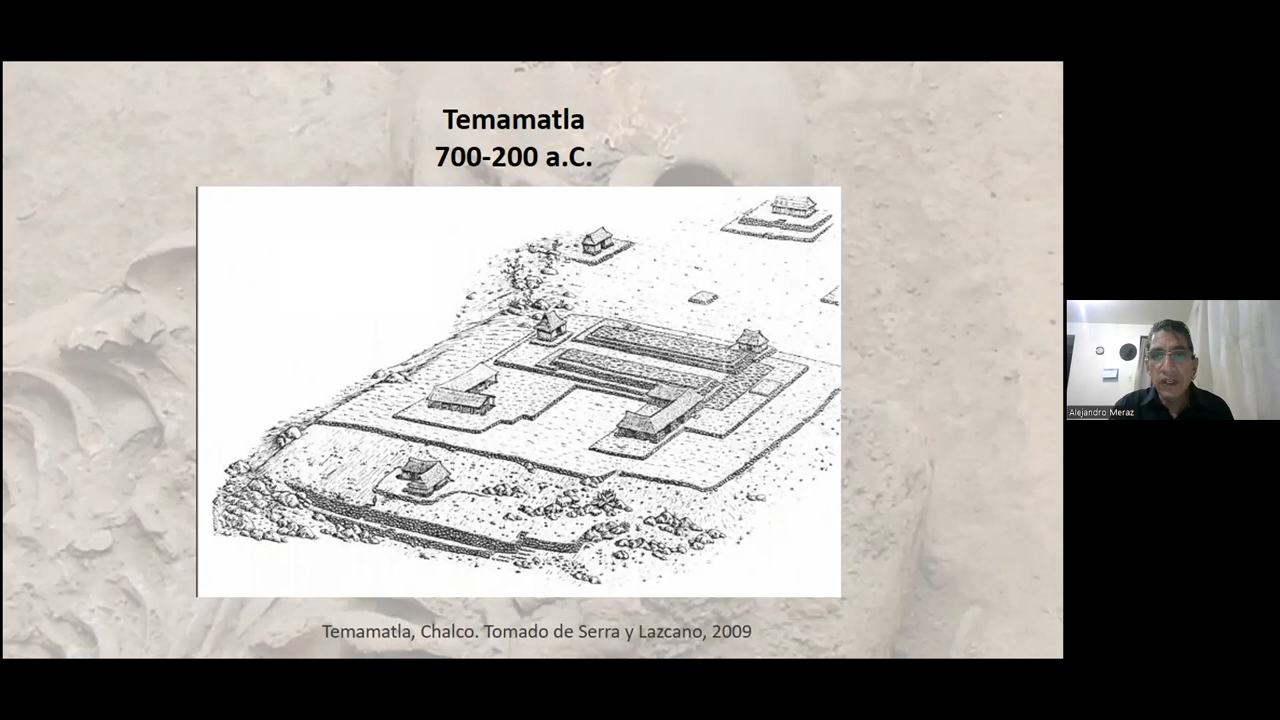 Temamatla
700-200 a.C.
Temamatla, Chalco. Tomado de Serra y Lazcano, 2009
Alejandro Meraz